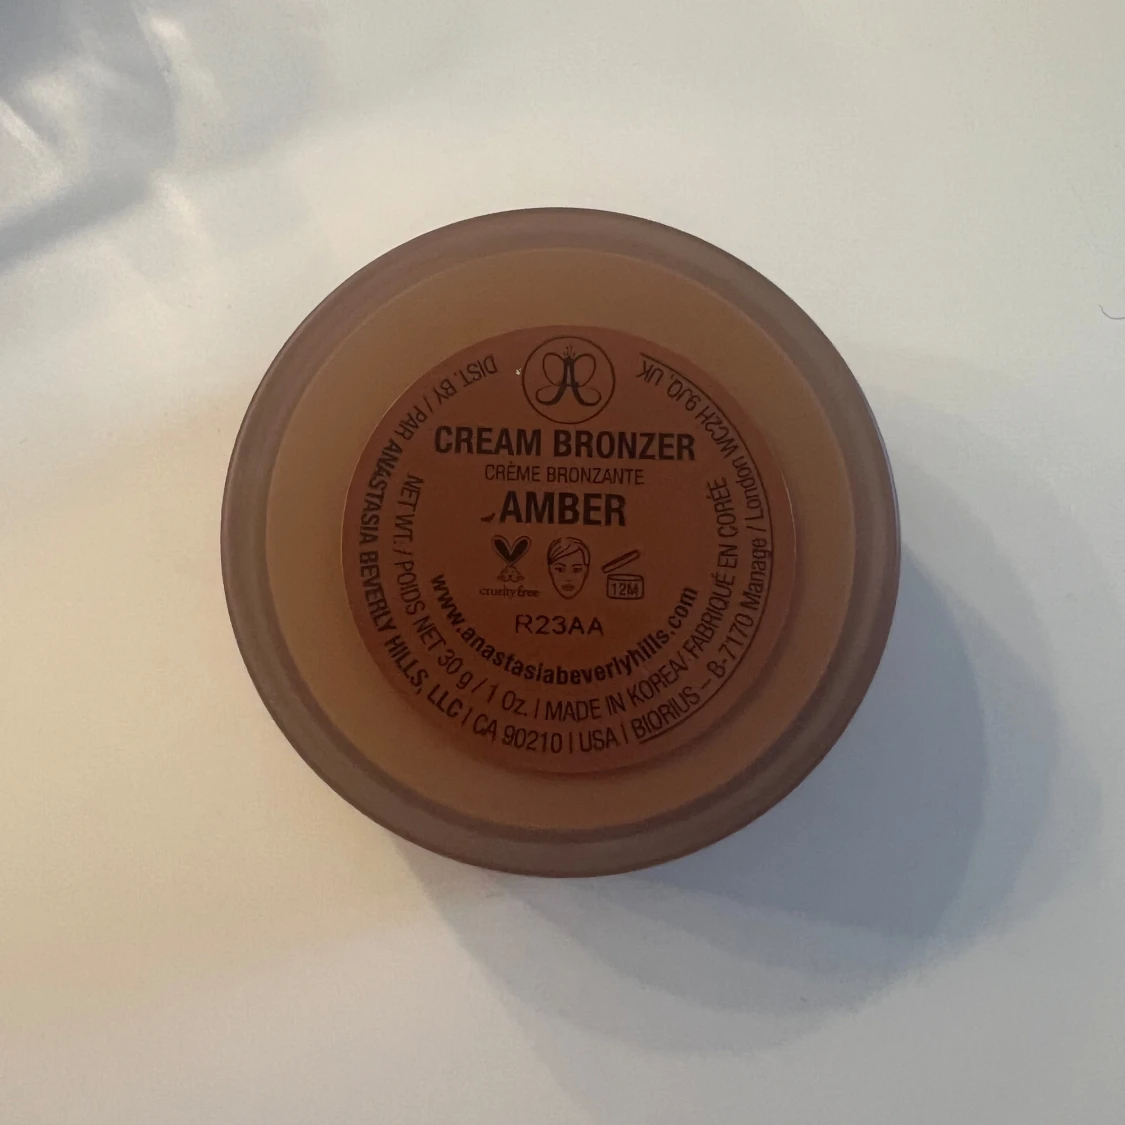 CREAM BRONZER
CRÈME BRONZANTE
AMBER
cruelty free
12M
R23AA
www.anastasiabeverlyhills.com
NET WT. / POIDS NET 30 g / 1 Oz. | MADE IN KOREA/ FABRIQUÉ EN CORÉE
DIST. BY / PAR ANASTASIA BEVERLY HILLS, LLC | CA 90210 | USA | BIORIUS – B-7170 Manage / London WC2H 9JQ, UK